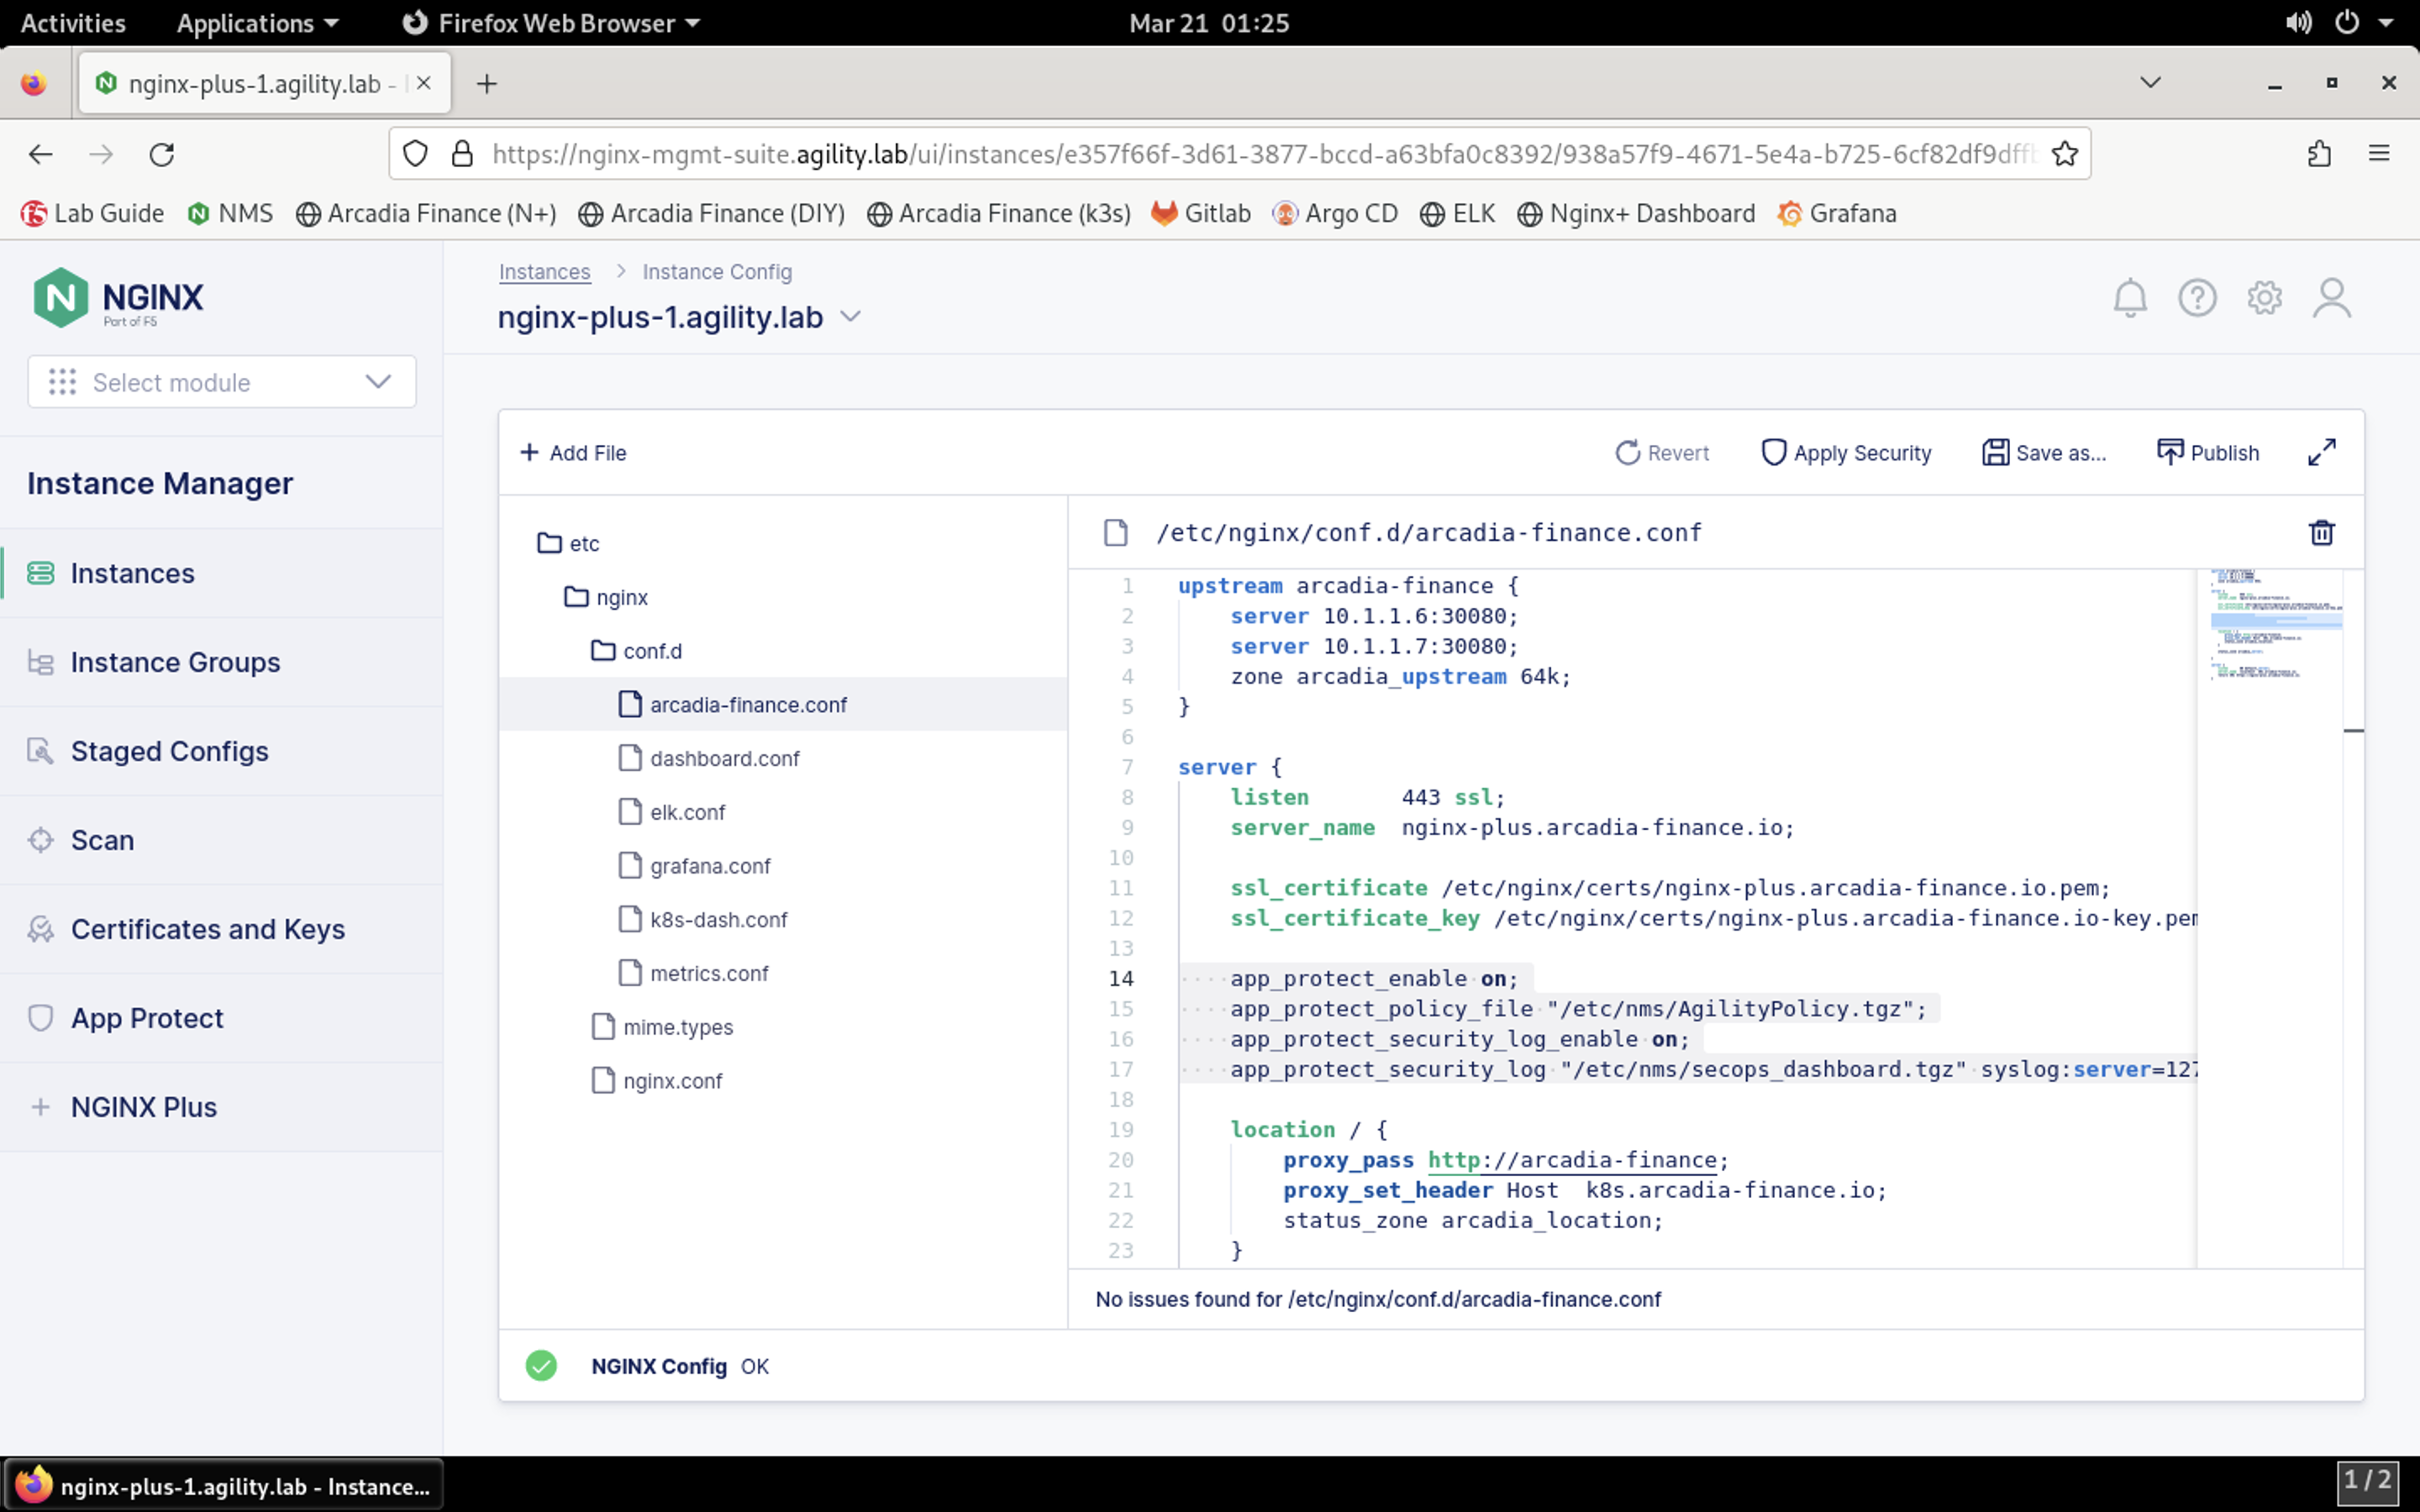 Activities Applications Firefox Web Browser Mar 21 01:25
nginx-plus-1.agility.lab -
https://nginx-mgmt-suite.agility.lab/ui/instances/e357f66f-3d61-3877-bccd-a63bfa0c8392/938a57f9-4671-5e4a-b725-6cf82df9dffb
Lab Guide NMS Arcadia Finance (N+) Arcadia Finance (DIY) Arcadia Finance (k3s) Gitlab Argo CD ELK Nginx+ Dashboard Grafana
NGINX
Part of F5
Select module
Instance Manager
Instances
Instance Groups
Staged Configs
Scan
Certificates and Keys
App Protect
NGINX Plus
Instances > Instance Config
nginx-plus-1.agility.lab
+ Add File Revert Apply Security Save as... Publish
etc
nginx
conf.d
arcadia-finance.conf
dashboard.conf
elk.conf
grafana.conf
k8s-dash.conf
metrics.conf
mime.types
nginx.conf
/etc/nginx/conf.d/arcadia-finance.conf
1 upstream arcadia-finance {
2 server 10.1.1.6:30080;
3 server 10.1.1.7:30080;
4 zone arcadia_upstream 64k;
5 }
6
7 server {
8 listen 443 ssl;
9 server_name nginx-plus.arcadia-finance.io;
10
11 ssl_certificate /etc/nginx/certs/nginx-plus.arcadia-finance.io.pem;
12 ssl_certificate_key /etc/nginx/certs/nginx-plus.arcadia-finance.io-key.pem
13
14 app_protect_enable on;
15 app_protect_policy_file "/etc/nms/AgilityPolicy.tgz";
16 app_protect_security_log_enable on;
17 app_protect_security_log "/etc/nms/secops_dashboard.tgz" syslog:server=127
18
19 location / {
20 proxy_pass http://arcadia-finance;
21 proxy_set_header Host k8s.arcadia-finance.io;
22 status_zone arcadia_location;
23 }
No issues found for /etc/nginx/conf.d/arcadia-finance.conf
NGINX Config OK
nginx-plus-1.agility.lab - Instance...
1 / 2